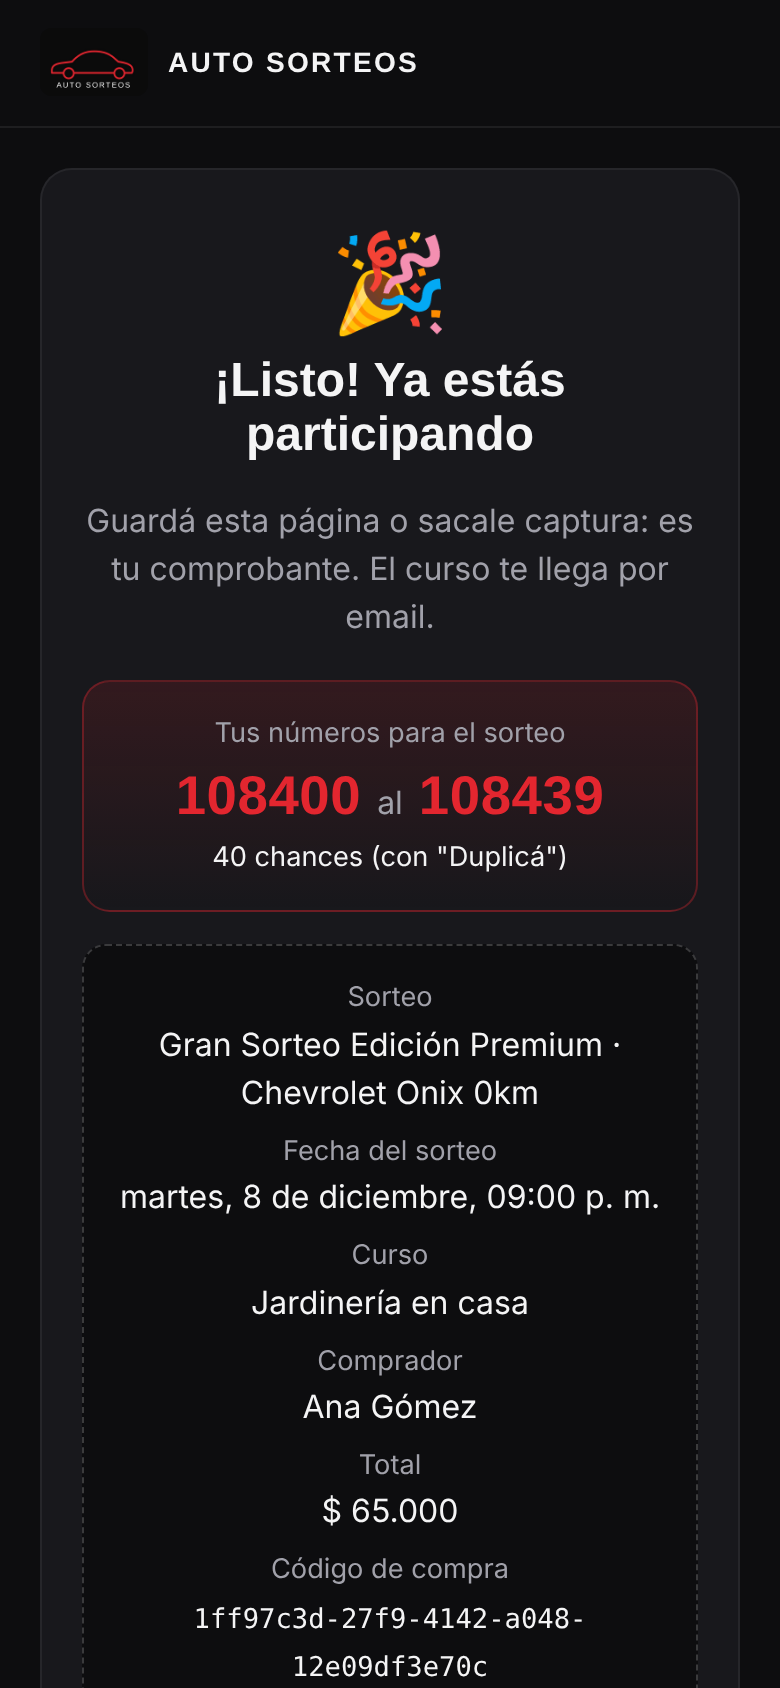 AUTO SORTEOS
AUTO SORTEOS
¡Listo! Ya estás
participando
Guardá esta página o sacale captura: es
tu comprobante. El curso te llega por
email.
Tus números para el sorteo
108400 al 108439
40 chances (con "Duplicá")
Sorteo
Gran Sorteo Edición Premium ·
Chevrolet Onix 0km
Fecha del sorteo
martes, 8 de diciembre, 09:00 p. m.
Curso
Jardinería en casa
Comprador
Ana Gómez
Total
$ 65.000
Código de compra
1ff97c3d-27f9-4142-a048-
12e09df3e70c